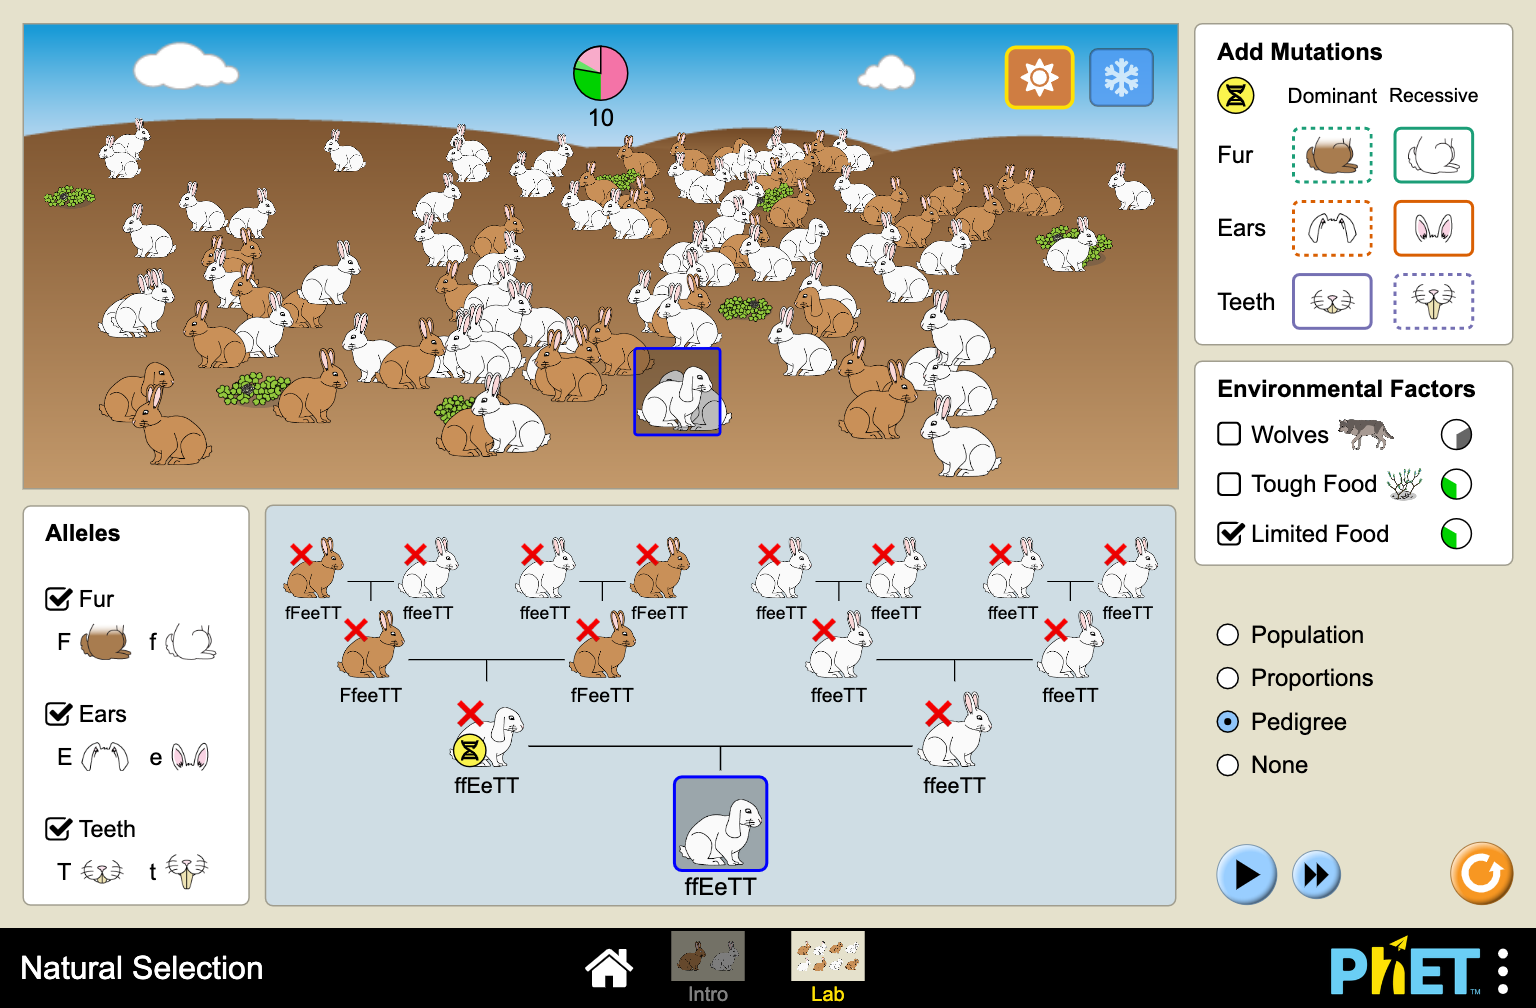 10
Add Mutations
Dominant Recessive
Fur
Ears
Teeth
Environmental Factors
Wolves
Tough Food
Limited Food
Alleles
Fur
F f
Ears
E e
Teeth
T t
fFeeTT ffeeTT ffeeTT fFeeTT ffeeTT ffeeTT ffeeTT ffeeTT
FfeeTT fFeeTT ffeeTT ffeeTT
ffEeTT ffeeTT
ffEeTT
Population
Proportions
Pedigree
None
Natural Selection
Intro
Lab
PhET™